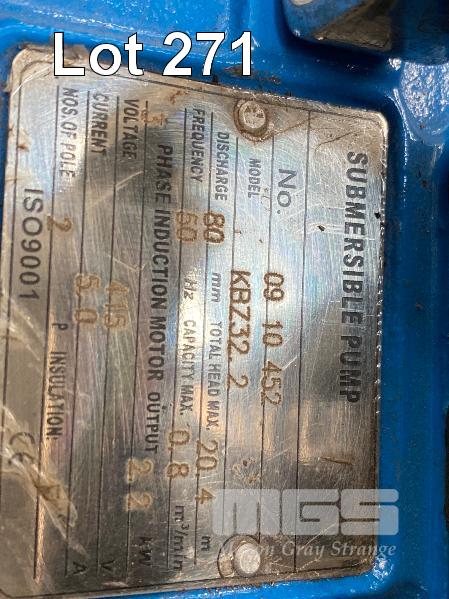 Lot 271
SUBMERSIBLE PUMP
No. 09 10 452
MODEL KBZ32.2
DISCHARGE 80 mm TOTAL HEAD MAX. 20.4 m
FREQUENCY Hz CAPACITY MAX. 0.8 m³/min
PHASE INDUCTION MOTOR OUTPUT 2.2 kW
VOLTAGE 415 V
CURRENT 5.0 A
NOS. OF POLE 2 P INSULATION
ISO9001 CE
MGS
Mason Gray Strange